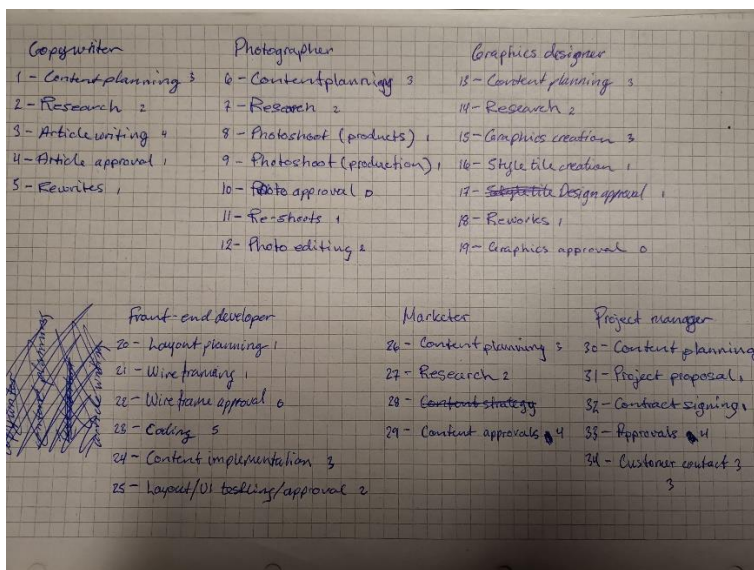 Copywriter
1 - Content planning 3
2 - Research 2
3 - Article writing 4
4 - Article approval 1
5 - Rewrites 1
Photographer
6 - Content planning 3
7 - Research 2
8 - Photoshoot (products) 1
9 - Photoshoot (production) 1
10 - Photo approval 0
11 - Re-shoots 1
12 - Photo editing 2
Graphics designer
13 - Content planning 3
14 - Research 2
15 - Graphics creation 3
16 - Style tile creation 1
17 - Design approval 1
18 - Reworks 1
19 - Graphics approval 0
Front-end developer
20 - Layout planning 1
21 - Wireframing 1
22 - Wireframe approval 0
23 - Coding 5
24 - Content implementation 3
25 - Layout/UI testing/approval 2
Marketer
26 - Content planning 3
27 - Research 2
28 - Content strategy
29 - Content approvals 4
Project manager
30 - Content planning
31 - Project proposal 1
32 - Contract signing 1
33 - Approvals 4
34 - Customer contact 3
3